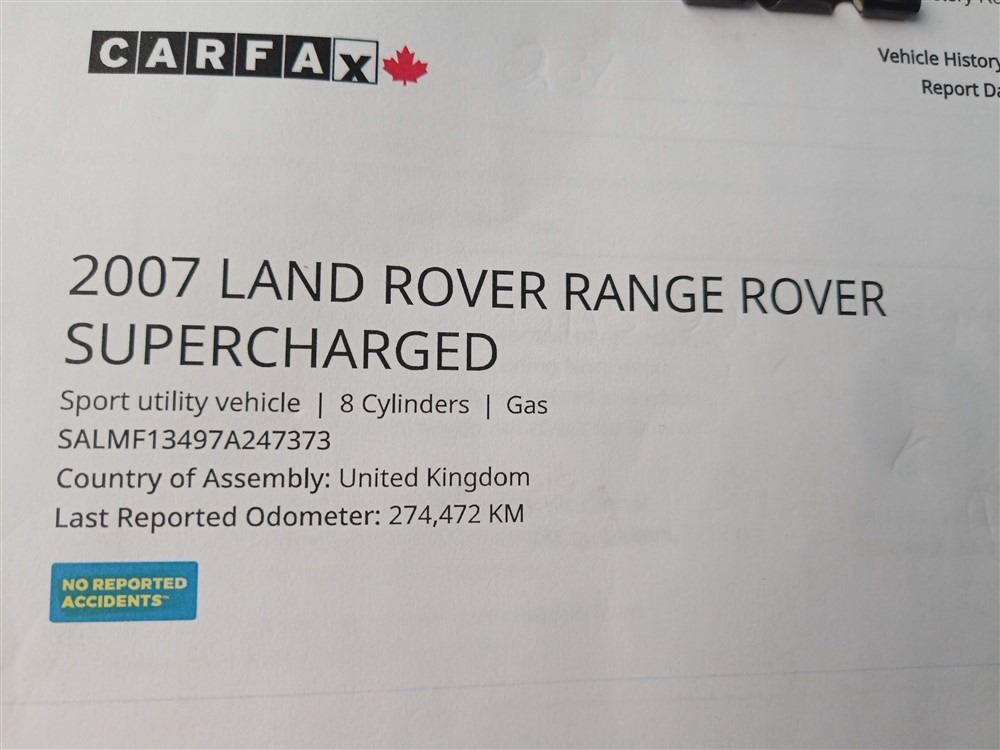 CARFAX
Vehicle History
Report
2007 LAND ROVER RANGE ROVER
SUPERCHARGED
Sport utility vehicle | 8 Cylinders | Gas
SALMF13497A247373
Country of Assembly: United Kingdom
Last Reported Odometer: 274,472 KM
NO REPORTED
ACCIDENTS™